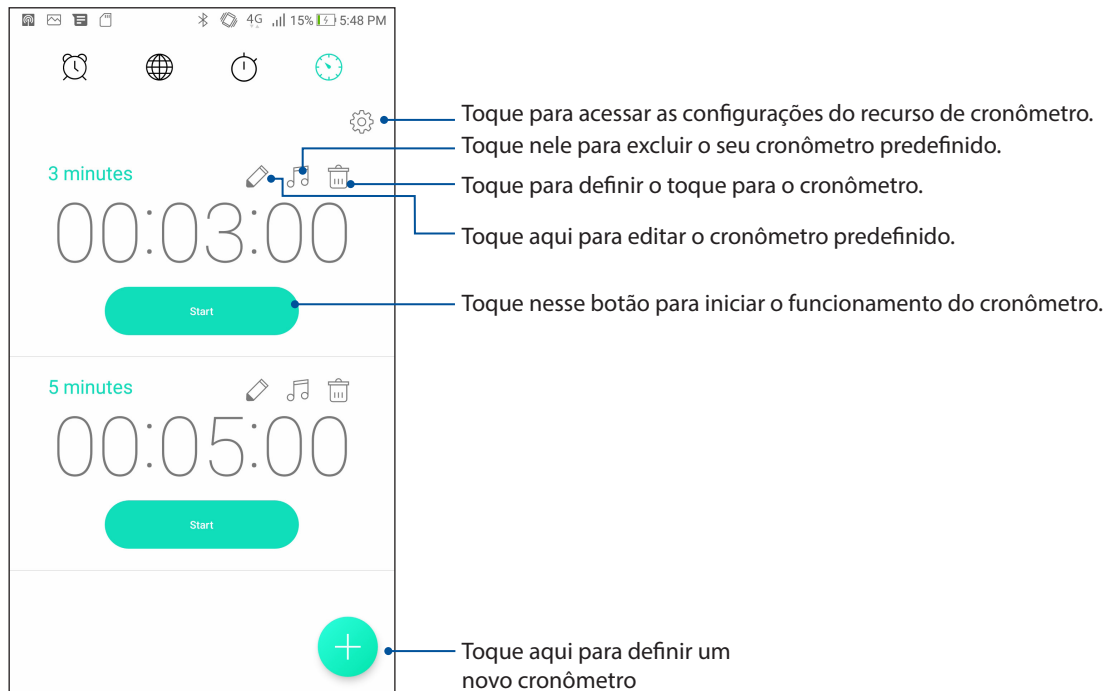 4G 15% 5:48 PM
Toque para acessar as configurações do recurso de cronômetro.
Toque nele para excluir o seu cronômetro predefinido.
3 minutes
Toque para definir o toque para o cronômetro.
00:03:00
Toque aqui para editar o cronômetro predefinido.
Start
Toque nesse botão para iniciar o funcionamento do cronômetro.
5 minutes
00:05:00
Start
Toque aqui para definir um
novo cronômetro